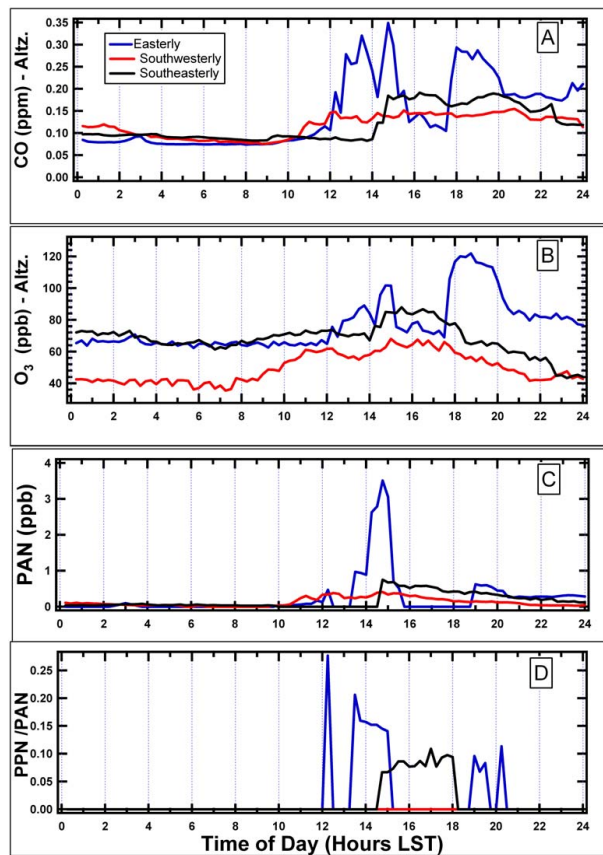 A
CO (ppm) - Altz.
0.35
0.30
0.25
0.20
0.15
0.10
0.05
0.00
Easterly
Southwesterly
Southeasterly
0 2 4 6 8 10 12 14 16 18 20 22 24
B
O3 (ppb) - Altz.
120
100
80
60
40
0 2 4 6 8 10 12 14 16 18 20 22 24
C
PAN (ppb)
4
3
2
1
0
0 2 4 6 8 10 12 14 16 18 20 22 24
D
PPN /PAN
0.25
0.20
0.15
0.10
0.05
0.00
0 2 4 6 8 10 12 14 16 18 20 22 24
Time of Day (Hours LST)